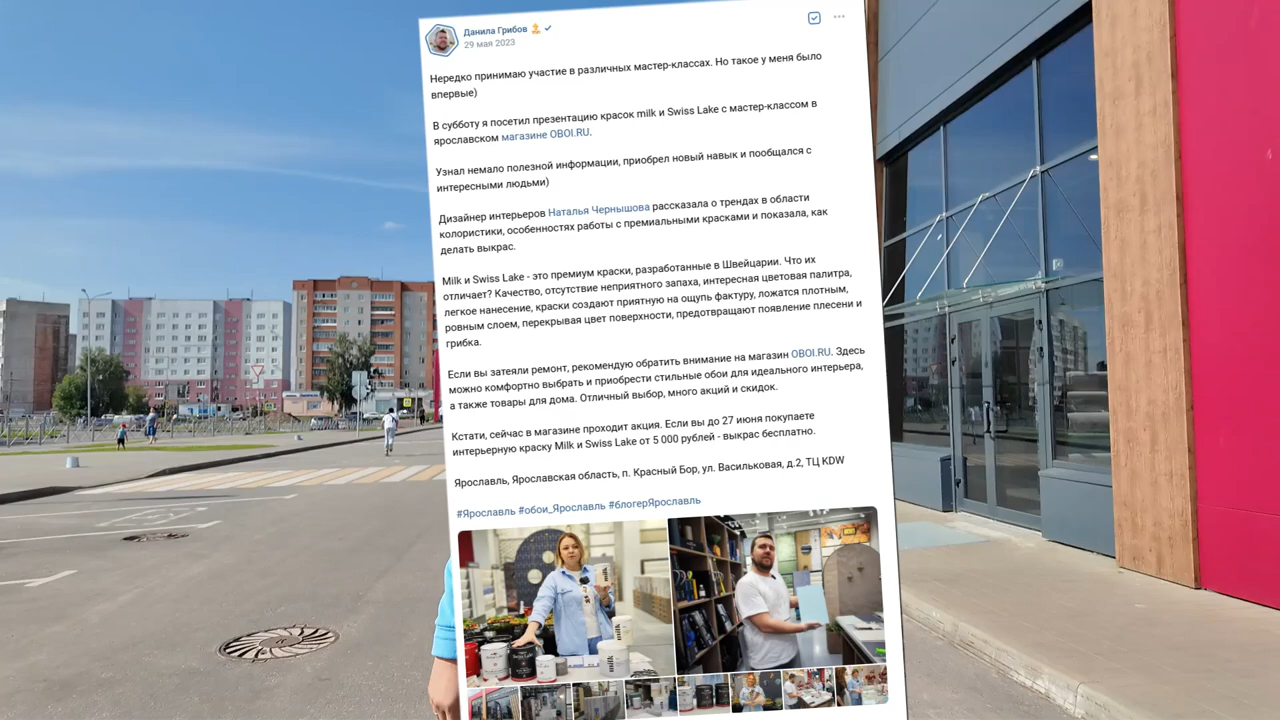 Данила Грибов
29 мая 2023
Нередко принимаю участие в различных мастер-классах. Но такое у меня было
впервые)
В субботу я посетил презентацию красок milk и Swiss Lake с мастер-классом в
ярославском магазине OBOI.RU.
Узнал немало полезной информации, приобрел новый навык и пообщался с
интересными людьми)
Дизайнер интерьеров Наталья Чернышова рассказала о трендах в области
колористики, особенностях работы с премиальными красками и показала, как
делать выкрас.
Milk и Swiss Lake - это премиум краски, разработанные в Швейцарии. Что их
отличает? Качество, отсутствие неприятного запаха, интересная цветовая палитра,
легкое нанесение, краски создают приятную на ощупь фактуру, ложатся плотным,
ровным слоем, перекрывая цвет поверхности, предотвращают появление плесени и
грибка.
Если вы затеяли ремонт, рекомендую обратить внимание на магазин OBOI.RU. Здесь
можно комфортно выбрать и приобрести стильные обои для идеального интерьера,
а также товары для дома. Отличный выбор, много акций и скидок.
Кстати, сейчас в магазине проходит акция. Если вы до 27 июня покупаете
интерьерную краску Milk и Swiss Lake от 5 000 рублей - выкрас бесплатно.
Ярославль, Ярославская область, п. Красный Бор, ул. Васильковая, д.2, ТЦ KDW
#Ярославль #обои_Ярославль #блогерЯрославль
milk
milk
milk
Swiss Lake